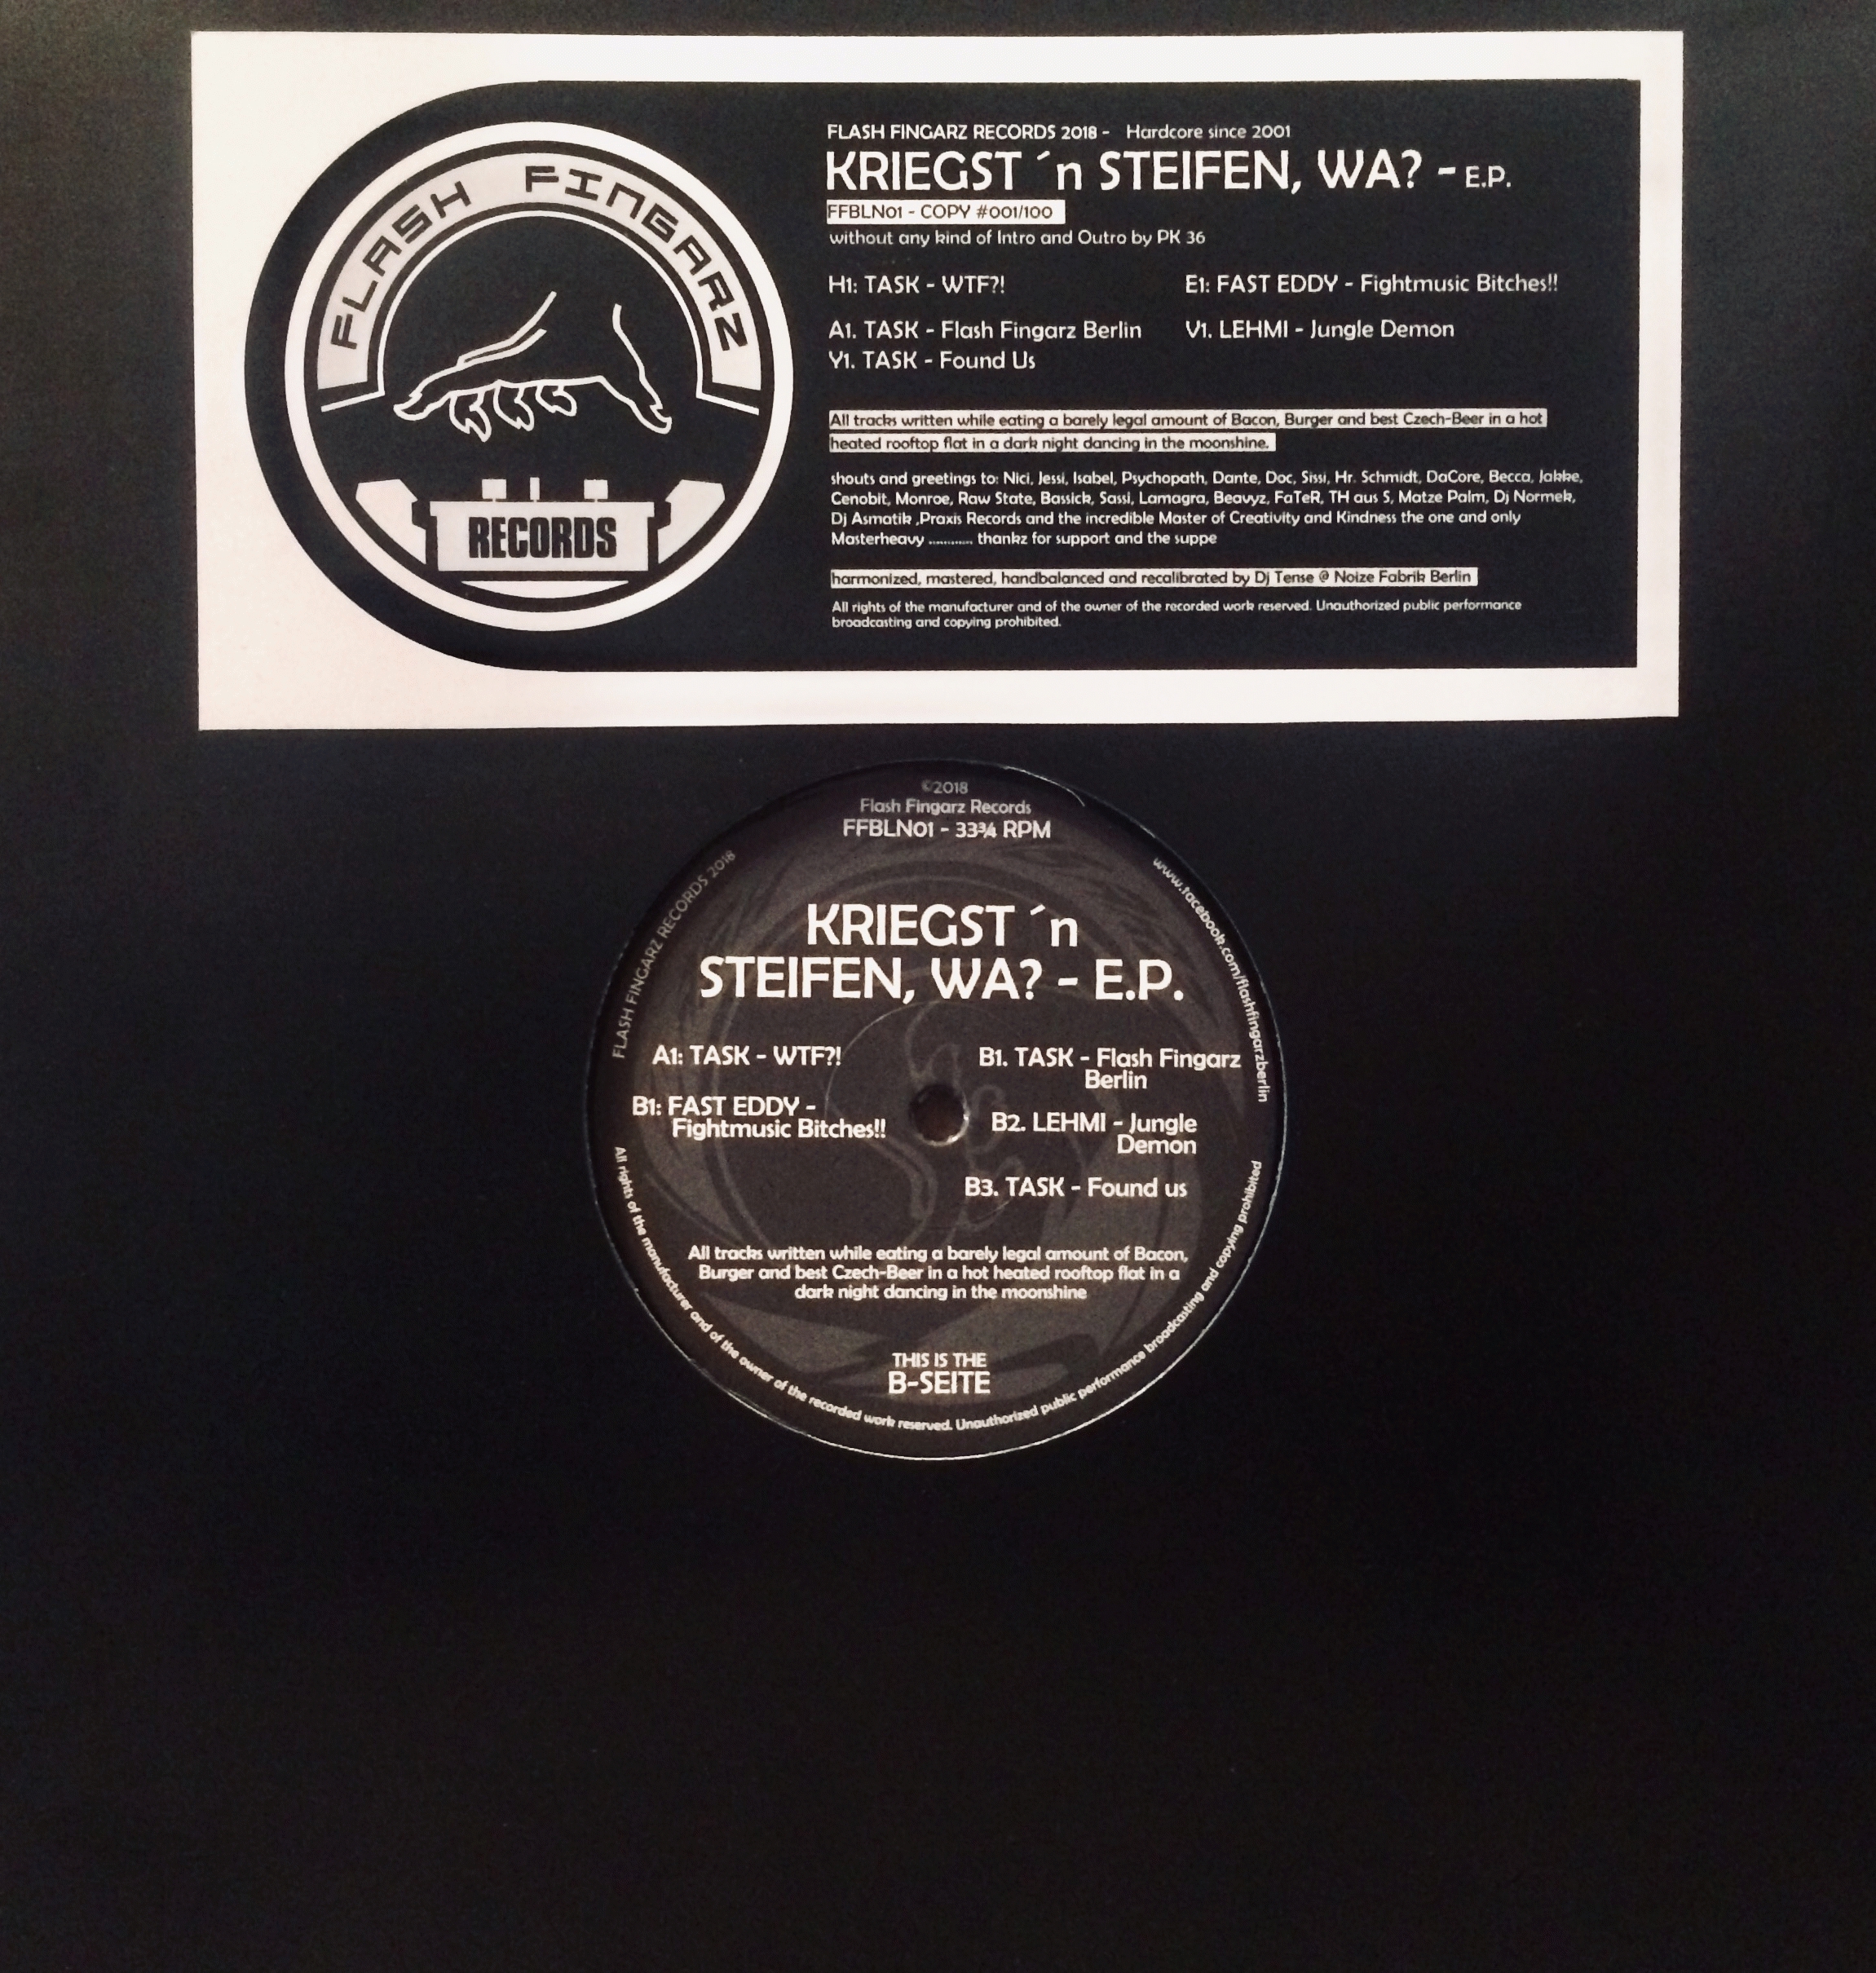 FLASH FINGARZ
RECORDS
FLASH FINGARZ RECORDS 2018 - Hardcore since 2001
KRIEGST ´n STEIFEN, WA? - E.P.
FFBLN01 - COPY #001/100
without any kind of Intro and Outro by PK 36
H1: TASK - WTF?!
E1: FAST EDDY - Fightmusic Bitches!!
A1. TASK - Flash Fingarz Berlin
V1. LEHMI - Jungle Demon
Y1. TASK - Found Us
All tracks written while eating a barely legal amount of Bacon, Burger and best Czech-Beer in a hot
heated rooftop flat in a dark night dancing in the moonshine.
shouts and greetings to: Nici, Jessi, Isabel, Psychopath, Dante, Doc, Sissi, Hr. Schmidt, DaCore, Becca, Jakke,
Cenobit, Monroe, Raw State, Bassick, Sassi, Lamagra, Beavyz, FaTeR, TH aus S, Matze Palm, Dj Normek,
Dj Asmatik ,Praxis Records and the incredible Master of Creativity and Kindness the one and only
Masterheavy ............ thankz for support and the suppe
harmonized, mastered, handbalanced and recalibrated by Dj Tense @ Noize Fabrik Berlin
All rights of the manufacturer and of the owner of the recorded work reserved. Unauthorized public performance
broadcasting and copying prohibited.
©2018
Flash Fingarz Records
FFBLN01 - 33¾ RPM
FLASH FINGARZ RECORDS 2018
www.facebook.com/flashfingarzberlin
KRIEGST ´n
STEIFEN, WA? - E.P.
A1: TASK - WTF?!
B1: FAST EDDY -
Fightmusic Bitches!!
B1. TASK - Flash Fingarz
Berlin
B2. LEHMI - Jungle
Demon
B3. TASK - Found us
All tracks written while eating a barely legal amount of Bacon,
Burger and best Czech-Beer in a hot heated rooftop flat in a
dark night dancing in the moonshine
THIS IS THE
B-SEITE
All rights of the manufacturer and of the owner of the recorded work reserved. Unauthorized public performance broadcasting and copying prohibited